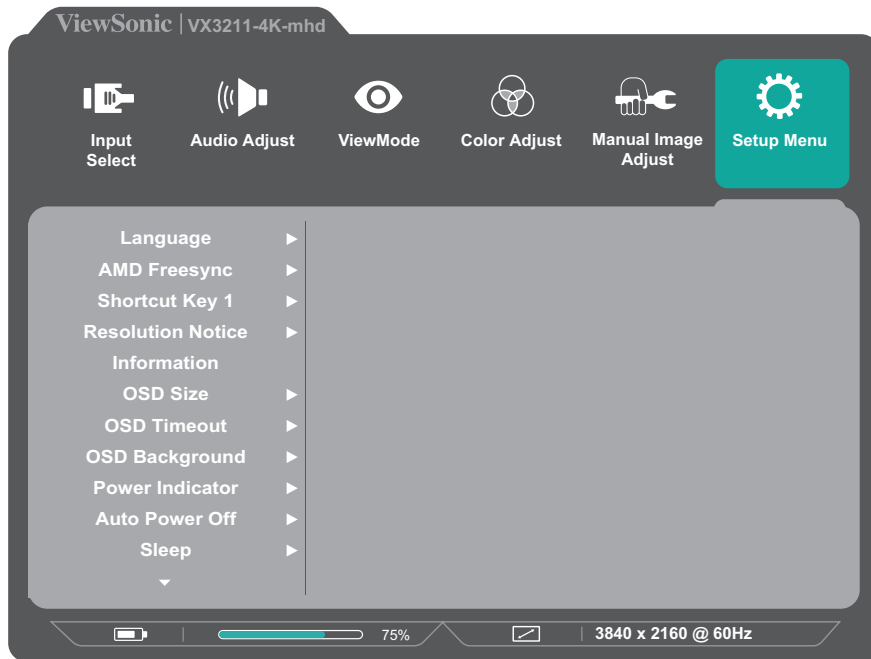 ViewSonic | VX3211-4K-mhd
Input
Select
Audio Adjust
ViewMode
Color Adjust
Manual Image
Adjust
Setup Menu
Language
AMD Freesync
Shortcut Key 1
Resolution Notice
Information
OSD Size
OSD Timeout
OSD Background
Power Indicator
Auto Power Off
Sleep
75%
3840 x 2160 @ 60Hz